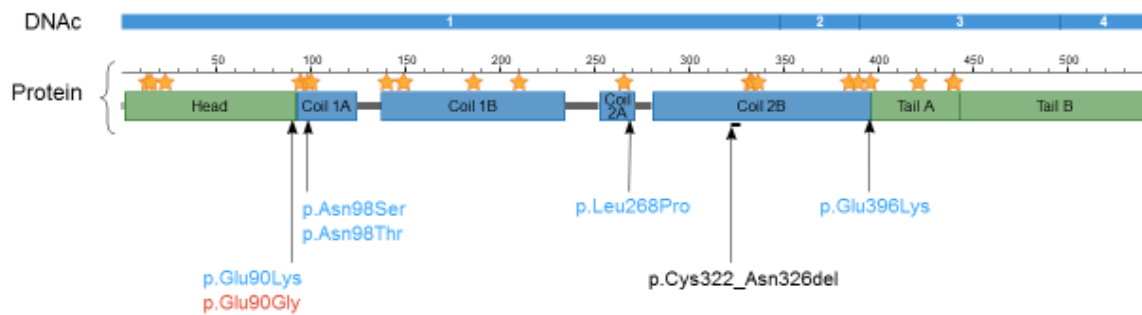 DNAc
1 2 3 4
50 100 150 200 250 300 350 400 450 500
Protein
Head Coil 1A Coil 1B Coil 2A Coil 2B Tail A Tail B
p.Asn98Ser
p.Asn98Thr
p.Leu268Pro
p.Glu396Lys
p.Glu90Lys
p.Glu90Gly
p.Cys322_Asn326del